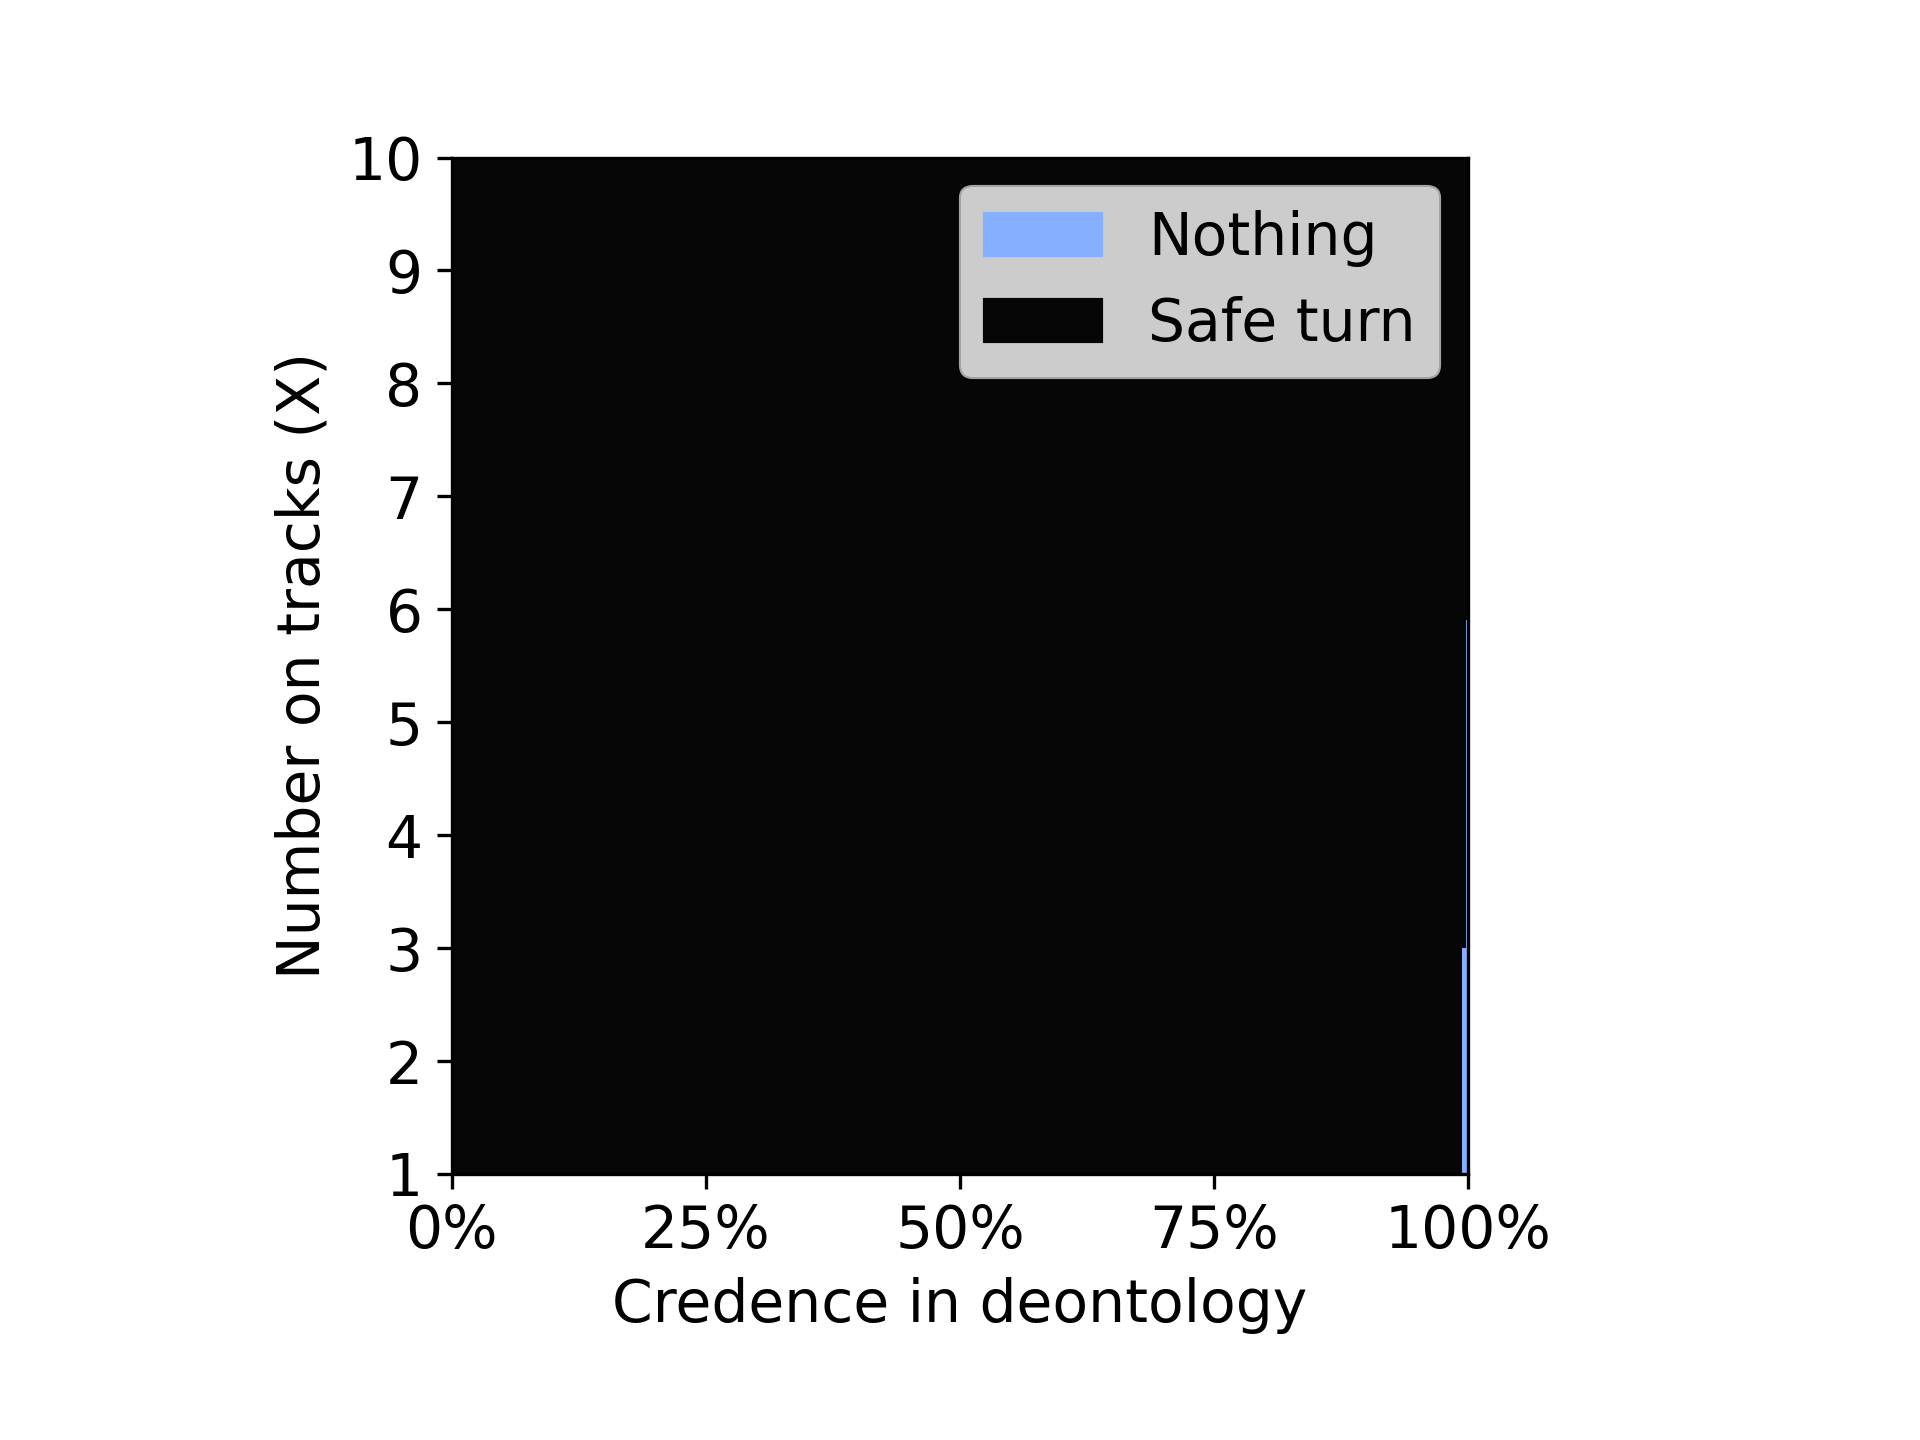 10
9
8
7
6
5
4
3
2
1
Number on tracks (X)
Nothing
Safe turn
0% 25% 50% 75% 100%
Credence in deontology